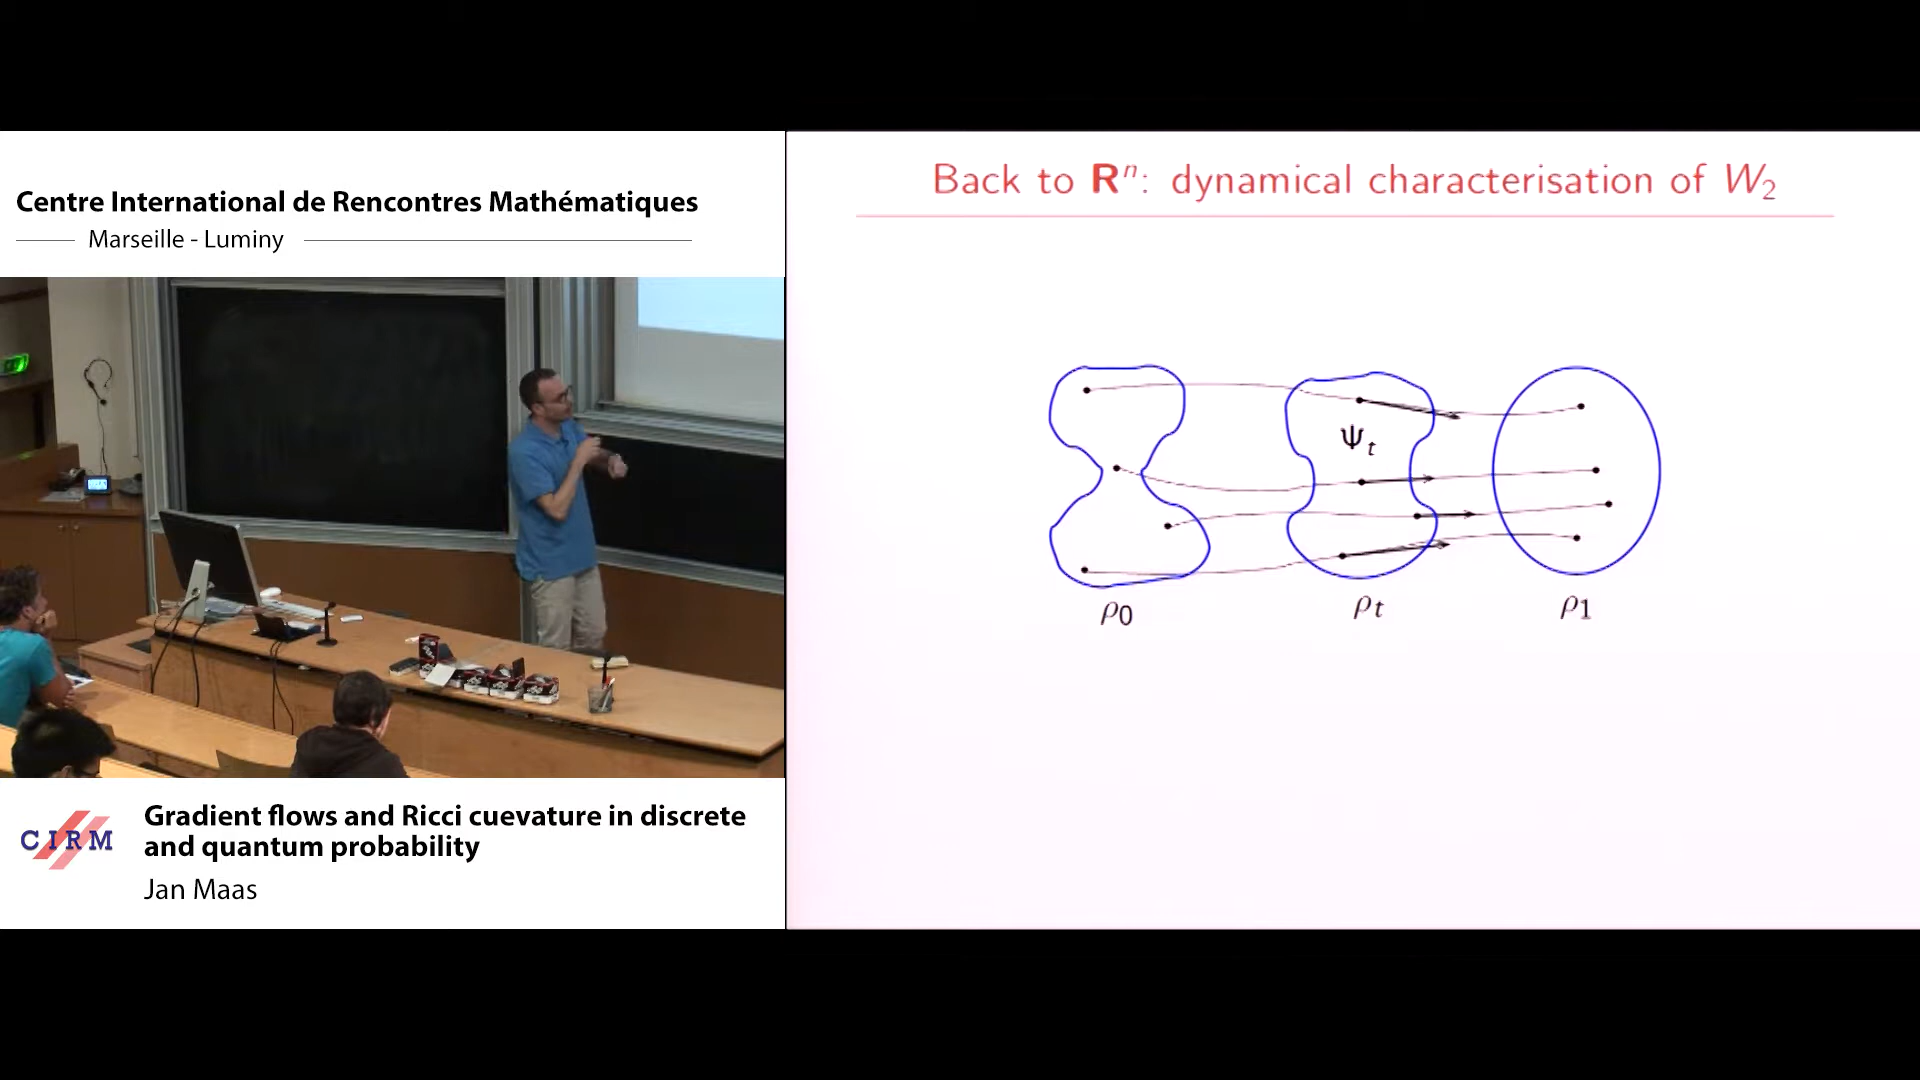 Centre International de Rencontres Mathématiques
Marseille - Luminy
Back to Rⁿ: dynamical characterisation of W₂
Ψt
ρ0
ρt
ρ1
CIRM
Gradient flows and Ricci cuevature in discrete
and quantum probability
Jan Maas